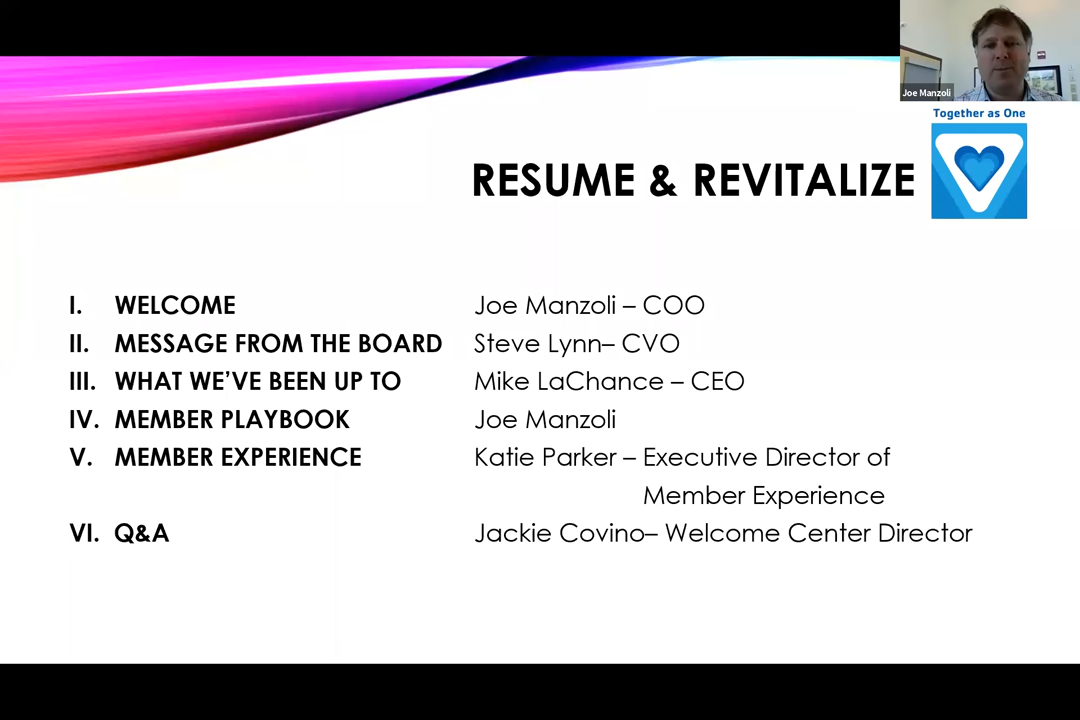 Joe Manzoli
Together as One
RESUME & REVITALIZE
I. WELCOME Joe Manzoli – COO
II. MESSAGE FROM THE BOARD Steve Lynn– CVO
III. WHAT WE’VE BEEN UP TO Mike LaChance – CEO
IV. MEMBER PLAYBOOK Joe Manzoli
V. MEMBER EXPERIENCE Katie Parker – Executive Director of
Member Experience
VI. Q&A Jackie Covino– Welcome Center Director